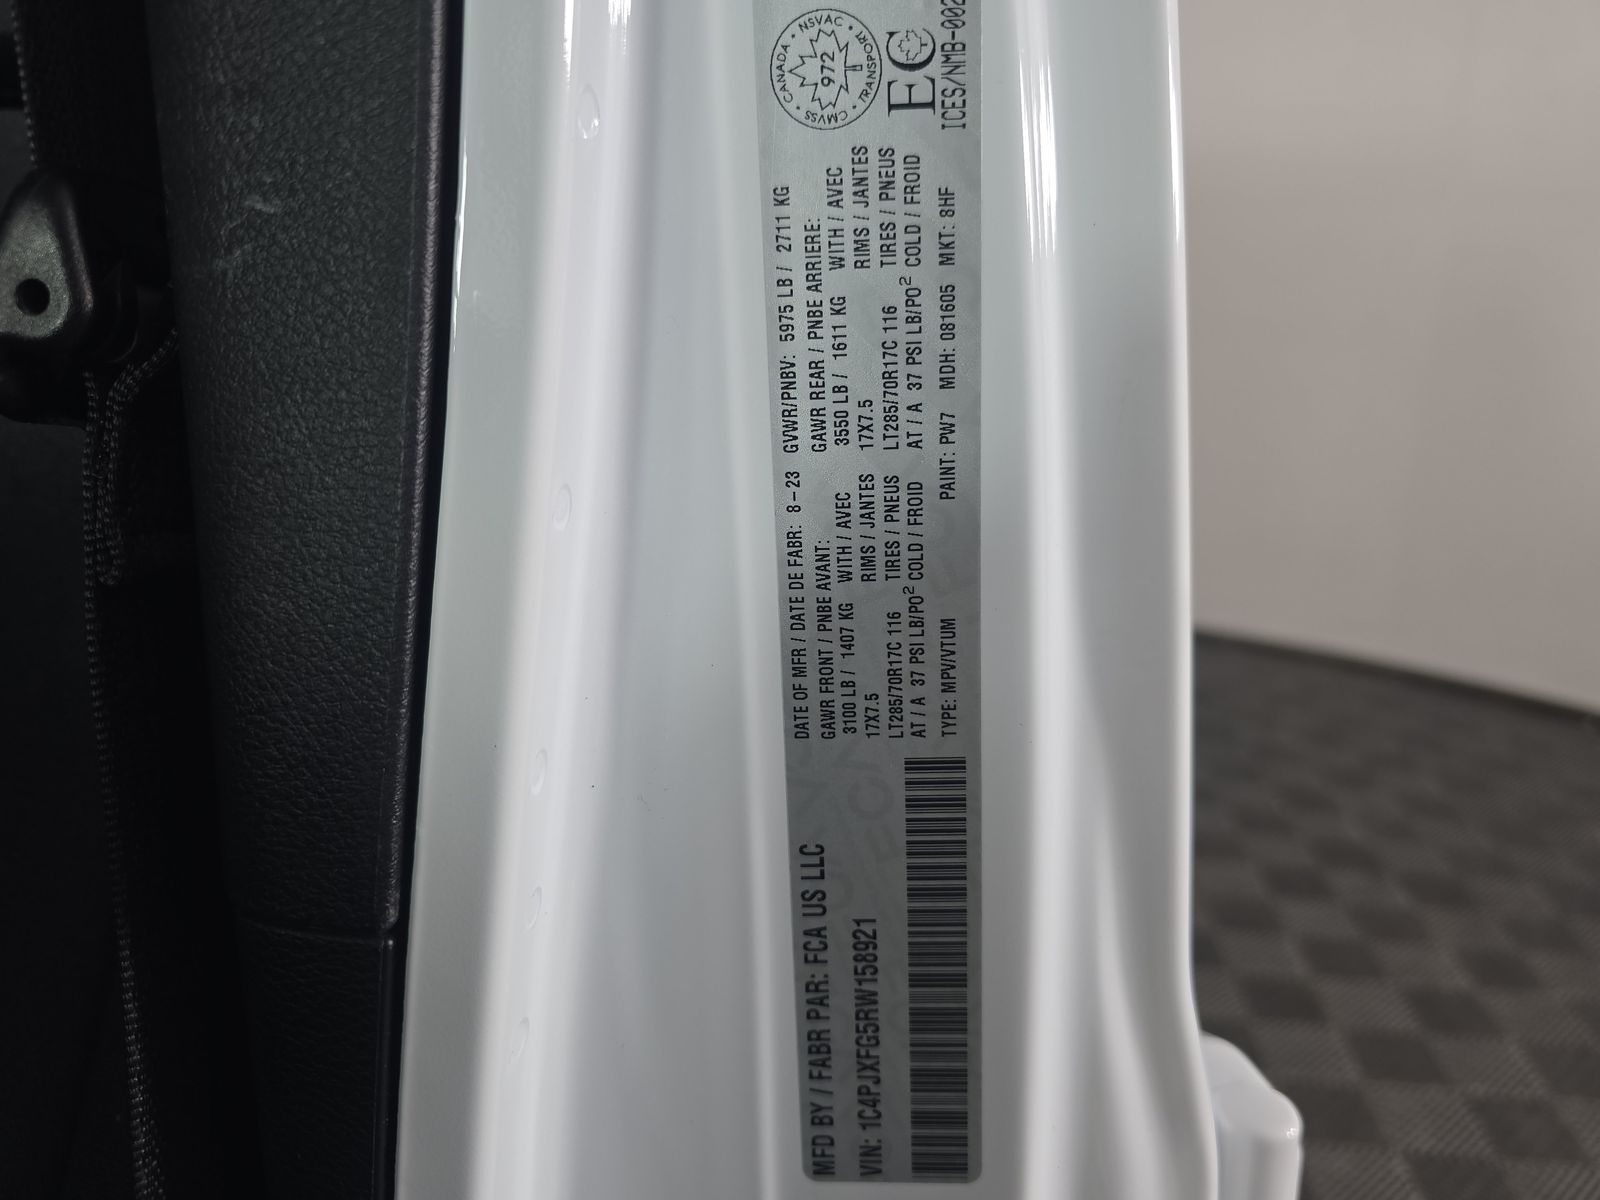 MFD BY / FABR PAR: FCA US LLC
VIN: 1C4PJXFG5RW158921
DATE OF MFR / DATE DE FABR: 8-23 GVWR/PNBV: 5975 LB / 2711 KG
GAWR FRONT / PNBE AVANT: GAWR REAR / PNBE ARRIERE:
3100 LB / 1407 KG WITH / AVEC 3550 LB / 1611 KG WITH / AVEC
17X7.5 RIMS / JANTES 17X7.5 RIMS / JANTES
LT285/70R17C 116 TIRES / PNEUS LT285/70R17C 116 TIRES / PNEUS
AT / A 37 PSI LB/PO² COLD / FROID AT / A 37 PSI LB/PO² COLD / FROID
TYPE: MPV/VTUM PAINT: PW7 MDH: 081605 MKT: 8HF
CANADA • NSVAC • TRANSPORT • CMVSS •
972
EC
ICES/NMB-002